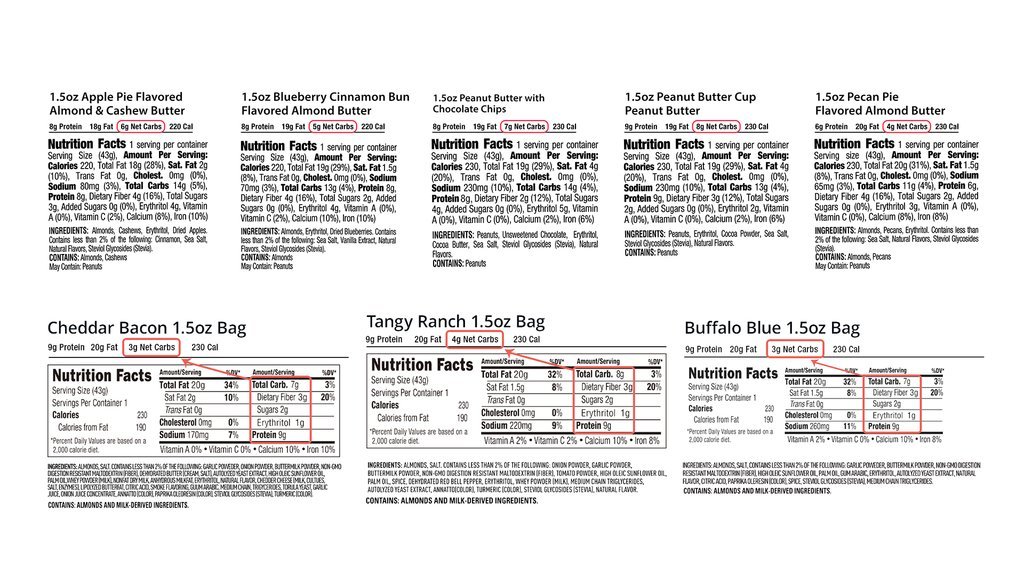 1.5oz Apple Pie Flavored
Almond & Cashew Butter
8g Protein 18g Fat 6g Net Carbs 220 Cal
Nutrition Facts 1 serving per container
Serving Size (43g), Amount Per Serving:
Calories 220, Total Fat 18g (28%), Sat. Fat 2g
(10%), Trans Fat 0g, Cholest. 0mg (0%),
Sodium 80mg (3%), Total Carbs 14g (5%),
Protein 8g, Dietary Fiber 4g (16%), Total Sugars
3g, Added Sugars 0g (0%), Erythritol 4g, Vitamin
A (0%), Vitamin C (2%), Calcium (8%), Iron (10%)
INGREDIENTS: Almonds, Cashews, Erythritol, Dried Apples.
Contains less than 2% of the following: Cinnamon, Sea Salt,
Natural Flavors, Steviol Glycosides (Stevia).
CONTAINS: Almonds, Cashews
May Contain: Peanuts
1.5oz Blueberry Cinnamon Bun
Flavored Almond Butter
8g Protein 19g Fat 5g Net Carbs 220 Cal
Nutrition Facts 1 serving per container
Serving Size (43g), Amount Per Serving:
Calories 220, Total Fat 19g (29%), Sat. Fat 1.5g
(8%), Trans Fat 0g, Cholest. 0mg (0%), Sodium
70mg (3%), Total Carbs 13g (4%), Protein 8g,
Dietary Fiber 4g (16%), Total Sugars 2g, Added
Sugars 0g (0%), Erythritol 4g, Vitamin A (0%),
Vitamin C (2%), Calcium (10%), Iron (10%)
INGREDIENTS: Almonds, Erythritol, Dried Blueberries. Contains
less than 2% of the following: Sea Salt, Vanilla Extract, Natural
Flavors, Steviol Glycosides (Stevia).
CONTAINS: Almonds
May Contain: Peanuts
1.5oz Peanut Butter with
Chocolate Chips
8g Protein 19g Fat 7g Net Carbs 230 Cal
Nutrition Facts 1 serving per container
Serving size (43g), Amount Per Serving:
Calories 230, Total Fat 19g (29%), Sat. Fat 4g
(20%), Trans Fat 0g, Cholest. 0mg (0%),
Sodium 230mg (10%), Total Carbs 14g (4%),
Protein 8g, Dietary Fiber 2g (12%), Total Sugars
4g, Added Sugars 0g (0%), Erythritol 5g, Vitamin
A (0%), Vitamin C (0%), Calcium (2%), Iron (6%)
INGREDIENTS: Peanuts, Unsweetened Chocolate, Erythritol,
Cocoa Butter, Sea Salt, Steviol Glycosides (Stevia), Natural
Flavors.
CONTAINS: Peanuts
1.5oz Peanut Butter Cup
Peanut Butter
9g Protein 19g Fat 8g Net Carbs 230 Cal
Nutrition Facts 1 serving per container
Serving Size (43g), Amount Per Serving:
Calories 230, Total Fat 19g (29%), Sat. Fat 4g
(20%), Trans Fat 0g, Cholest. 0mg (0%),
Sodium 230mg (10%), Total Carbs 13g (4%),
Protein 9g, Dietary Fiber 3g (12%), Total Sugars
2g, Added Sugars 0g (0%), Erythritol 2g, Vitamin
A (0%), Vitamin C (0%), Calcium (2%), Iron (6%)
INGREDIENTS: Peanuts, Erythritol, Cocoa Powder, Sea Salt,
Steviol Glycosides (Stevia), Natural Flavors.
CONTAINS: Peanuts
1.5oz Pecan Pie
Flavored Almond Butter
6g Protein 20g Fat 4g Net Carbs 230 Cal
Nutrition Facts 1 serving per container
Serving size (43g), Amount Per Serving:
Calories 230, Total Fat 20g (31%), Sat. Fat 1.5g
(8%), Trans Fat 0g, Cholest. 0mg (0%), Sodium
65mg (3%), Total Carbs 11g (4%), Protein 6g,
Dietary Fiber 4g (16%), Total Sugars 2g, Added
Sugars 0g (0%), Erythritol 3g, Vitamin A (0%),
Vitamin C (0%), Calcium (8%), Iron (8%)
INGREDIENTS: Almonds, Pecans, Erythritol. Contains less than
2% of the following: Sea Salt, Natural Flavors, Steviol Glycosides
(Stevia).
CONTAINS: Almonds, Pecans
May Contain: Peanuts
Cheddar Bacon 1.5oz Bag
9g Protein 20g Fat 3g Net Carbs 230 Cal
Nutrition Facts
Serving Size (43g)
Servings Per Container 1
Calories 230
Calories from Fat 190
*Percent Daily Values are based on a
2,000 calorie diet.
Amount/Serving %DV* Amount/Serving %DV*
Total Fat 20g 34% Total Carb. 7g 3%
Sat Fat 2g 10% Dietary Fiber 3g 20%
Trans Fat 0g Sugars 2g
Cholesterol 0mg 0% Erythritol 1g
Sodium 170mg 7% Protein 9g
Vitamin A 0% • Vitamin C 0% • Calcium 10% • Iron 10%
INGREDIENTS: ALMONDS, SALT. CONTAINS LESS THAN 2% OF THE FOLLOWING: GARLIC POWDER, ONION POWDER, BUTTERMILK POWDER, NON-GMO
DIGESTION RESISTANT MALTODEXTRIN [FIBER], DEHYDRATED BUTTER [CREAM, SALT], AUTOLYZED YEAST EXTRACT, HIGH OLEIC SUNFLOWER OIL,
PALM OIL, WHEY POWDER [MILK], NONFAT DRY MILK, ANHYDROUS MILKFAT, ERYTHRITOL, NATURAL FLAVOR, CHEDDER CHEESE [MILK, CULTURES,
SALT, ENZYMES], LIPOLYZED BUTTERFAT, CITRIC ACID, SMOKE FLAVORING, GUM ARABIC, MEDIUM CHAIN, TRIGLYCERIDES, TORULA YEAST, GARLIC
JUICE, ONION JUICE CONCENTRATE, ANNATTO [COLOR], PAPRIKA OLEORESIN [COLOR], STEVIOL GLYCOSIDES [STEVIA], TURMERIC [COLOR].
CONTAINS: ALMONDS AND MILK-DERIVED INGREDIENTS.
Tangy Ranch 1.5oz Bag
9g Protein 20g Fat 4g Net Carbs 230 Cal
Nutrition Facts
Serving Size (43g)
Servings Per Container 1
Calories 230
Calories from Fat 190
*Percent Daily Values are based on a
2,000 calorie diet.
Amount/Serving %DV* Amount/Serving %DV*
Total Fat 20g 32% Total Carb. 8g 3%
Sat Fat 1.5g 8% Dietary Fiber 3g 20%
Trans Fat 0g Sugars 2g
Cholesterol 0mg 0% Erythritol 1g
Sodium 220mg 9% Protein 9g
Vitamin A 2% • Vitamin C 2% • Calcium 10% • Iron 8%
INGREDIENTS: ALMONDS, SALT. CONTAINS LESS THAN 2% OF THE FOLLOWING: ONION POWDER, GARLIC POWDER,
BUTTERMILK POWDER, NON-GMO DIGESTION RESISTANT MALTODEXTRIN [FIBER], TOMATO POWDER, HIGH OLEIC SUNFLOWER OIL,
PALM OIL, SPICE, DEHYDRATED RED BELL PEPPER, ERYTHRITOL, WHEY POWDER [MILK], MEDIUM CHAIN TRIGLYCERIDES,
AUTOLYZED YEAST EXTRACT, ANNATTO[COLOR], TURMERIC [COLOR], STEVIOL GLYCOSIDES [STEVIA], NATURAL FLAVOR.
CONTAINS: ALMONDS AND MILK-DERIVED INGREDIENTS.
Buffalo Blue 1.5oz Bag
9g Protein 20g Fat 3g Net Carbs 230 Cal
Nutrition Facts
Serving Size (43g)
Servings Per Container 1
Calories 230
Calories from Fat 190
*Percent Daily Values are based on a
2,000 calorie diet.
Amount/Serving %DV* Amount/Serving %DV*
Total Fat 20g 32% Total Carb. 7g 3%
Sat Fat 1.5g 8% Dietary Fiber 3g 20%
Trans Fat 0g Sugars 2g
Cholesterol 0mg 0% Erythritol 1g
Sodium 260mg 11% Protein 9g
Vitamin A 2% • Vitamin C 2% • Calcium 10% • Iron 8%
INGREDIENTS: ALMONDS, SALT. CONTAINS LESS THAN 2% OF THE FOLLOWING: GARLIC POWEDER, BUTTERMILK POWDER, NON-GMO DIGESTION
RESISTANT MALTODEXTRIN [FIBER], HIGH OLEIC SUNFLOWER OIL, PALM OIL, GUM ARABIC, ERYTHRITOL, AUTOLYZED YEAST EXTRACT, NATURAL
FLAVOR, CITRIC ACID, PAPRIKA OLEORESIN [COLOR], SPICE, STEVIOL GLYCOSIDES [STEVIA], MEDIUM CHAIN TRIGLYCERIDES.
CONTAINS: ALMONDS AND MILK-DERIVED INGREDIENTS.